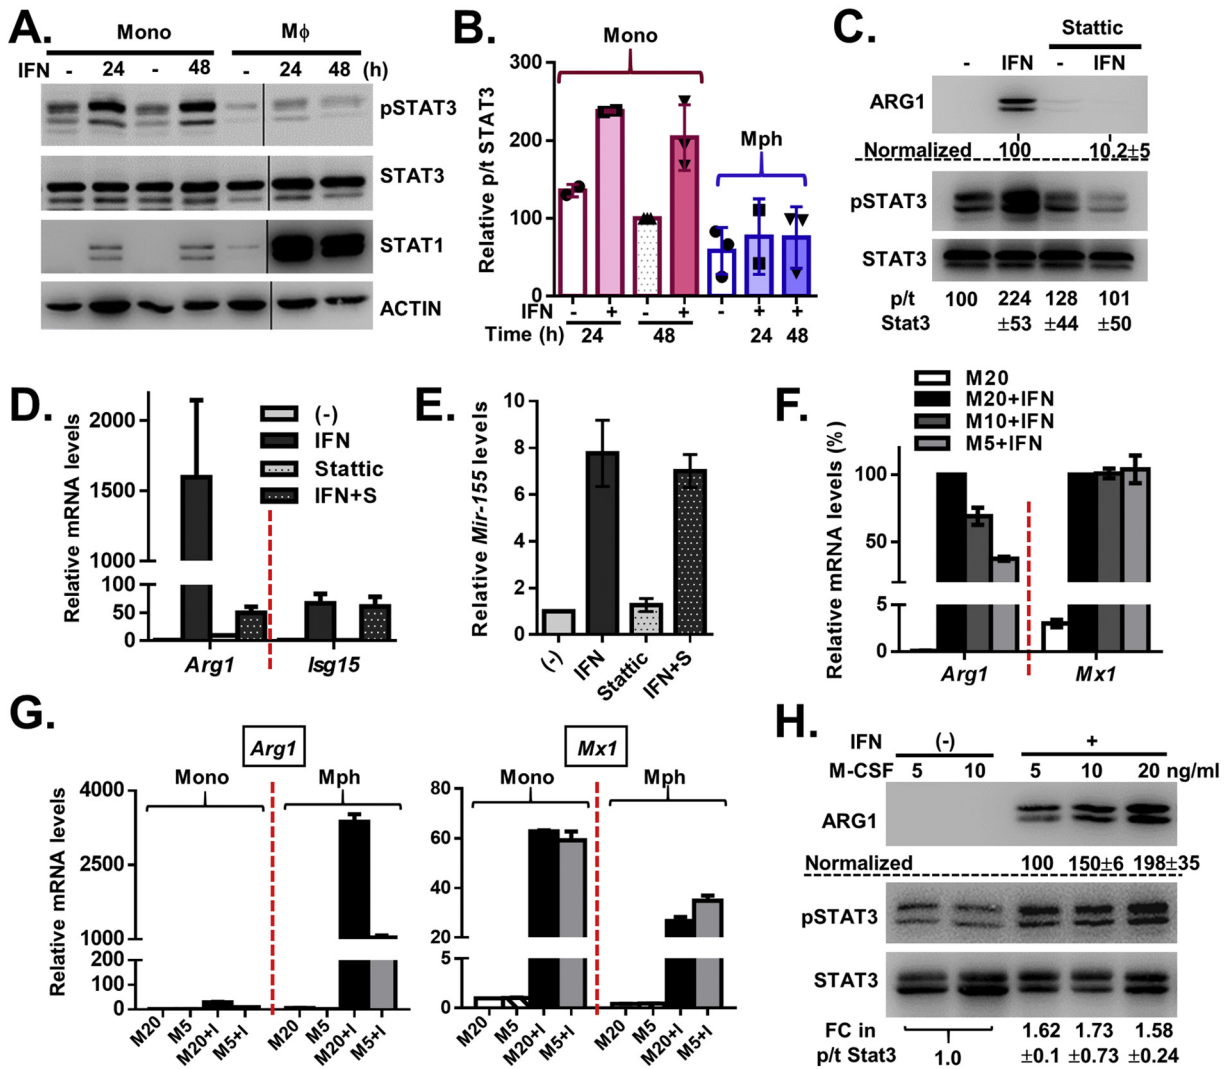 A.
Mono Mϕ
IFN - 24 - 48 - 24 48 (h)
pSTAT3
STAT3
STAT1
ACTIN
B.
Relative p/t STAT3
300
200
100
0
Mono
Mph
IFN - + - + - + +
Time (h) 24 48 24 48
C.
Stattic
- IFN - IFN
ARG1
Normalized 100 10.2±5
pSTAT3
STAT3
p/t 100 224 128 101
Stat3 ±53 ±44 ±50
D.
Relative mRNA levels
2000
1500
1000
100
50
0
(-)
IFN
Stattic
IFN+S
Arg1 Isg15
E.
Relative Mir-155 levels
10
8
6
4
2
0
(-) IFN Stattic IFN+S
F.
M20
M20+IFN
M10+IFN
M5+IFN
Relative mRNA levels (%)
100
50
5
0
Arg1 Mx1
G.
Arg1
Mono Mph
Relative mRNA levels
4000
2500
1000
200
100
0
M20 M5 M20+I M5+I M20 M5 M20+I M5+I
Mx1
Mono Mph
80
60
40
20
5
0
M20 M5 M20+I M5+I M20 M5 M20+I M5+I
H.
IFN (-) +
M-CSF 5 10 5 10 20 ng/ml
ARG1
Normalized 100 150±6 198±35
pSTAT3
STAT3
FC in 1.62 1.73 1.58
p/t Stat3 1.0 ±0.1 ±0.73 ±0.24